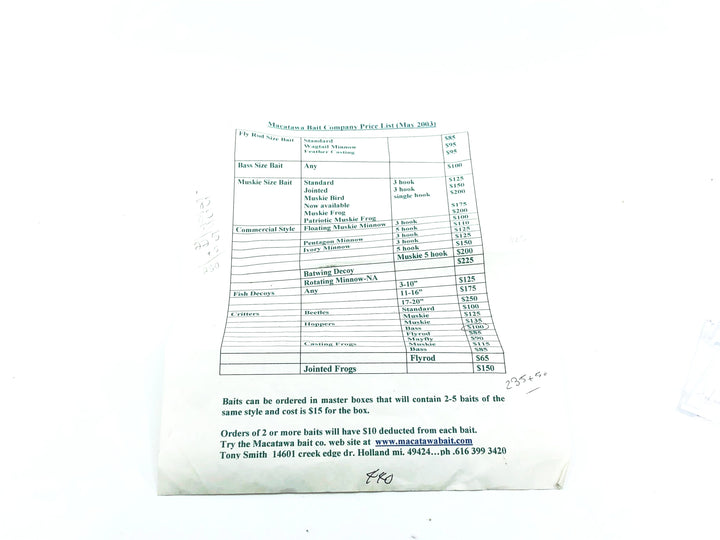 Macatawa Bait Company Price List (May 2003)
Fly Rod Size Bait Standard $85
Wagtail Minnow $95
Feather Casting $95
Bass Size Bait Any $100
Muskie Size Bait Standard 3 hook $125
Jointed 3 hook $150
Muskie Bird single hook $200
Now available
Muskie Frog $175
Patriotic Muskie Frog $200
Commercial Style Floating Muskie Minnow 3 hook $100
5 hook $110
Pentagon Minnow 3 hook $125
Ivory Minnow 3 hook $125
5 hook $150
Muskie 5 hook $200
$225
Batwing Decoy
Rotating Minnow-NA
Fish Decoys Any 3-10" $125
11-16" $175
17-20" $250
Critters Beetles Standard $100
Muskie $125
Hoppers Muskie $135
Bass $100
Flyrod $85
Mayfly $90
Casting Frogs Muskie $115
Bass $85
Flyrod $65
Jointed Frogs $150
Baits can be ordered in master boxes that will contain 2-5 baits of the
same style and cost is $15 for the box.
Orders of 2 or more baits will have $10 deducted from each bait.
Try the Macatawa bait co. web site at www.macatawabait.com
Tony Smith 14601 creek edge dr. Holland mi. 49424...ph .616 399 3420